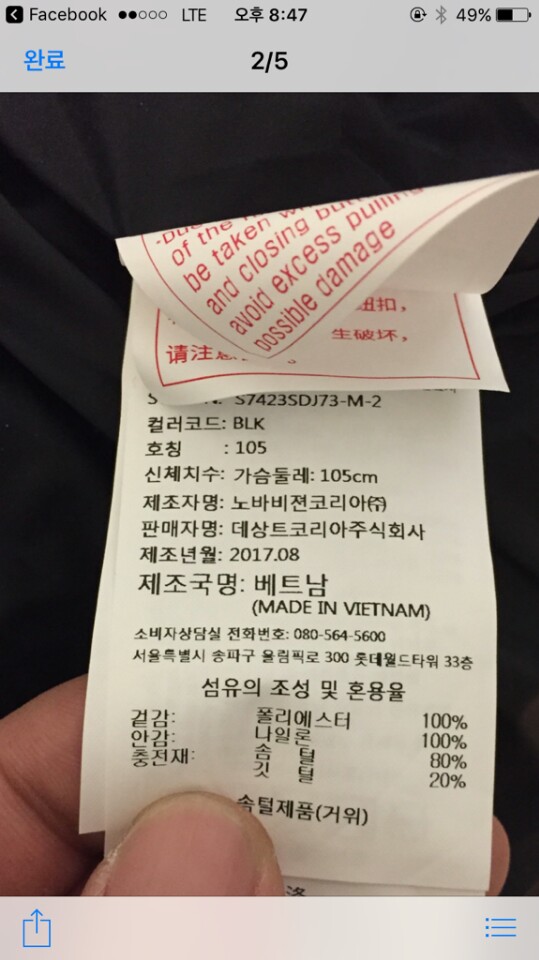 Facebook LTE 오후 8:47 49%
완료 2/5
of the
be taken
and closing
avoid excess pulling
possible damage
纽扣，
生破坏，
请注意
S7423SDJ73-M-2
컬러코드: BLK
호칭 : 105
신체치수: 가슴둘레: 105cm
제조자명: 노바비젼코리아㈜
판매자명: 데상트코리아주식회사
제조년월: 2017.08
제조국명: 베트남
(MADE IN VIETNAM)
소비자상담실 전화번호: 080-564-5600
서울특별시 송파구 올림픽로 300 롯데월드타워 33층
섬유의 조성 및 혼용율
겉감: 폴리에스터 100%
안감: 나일론 100%
충전재: 솜 털 80%
깃 털 20%
솜털제품(거위)